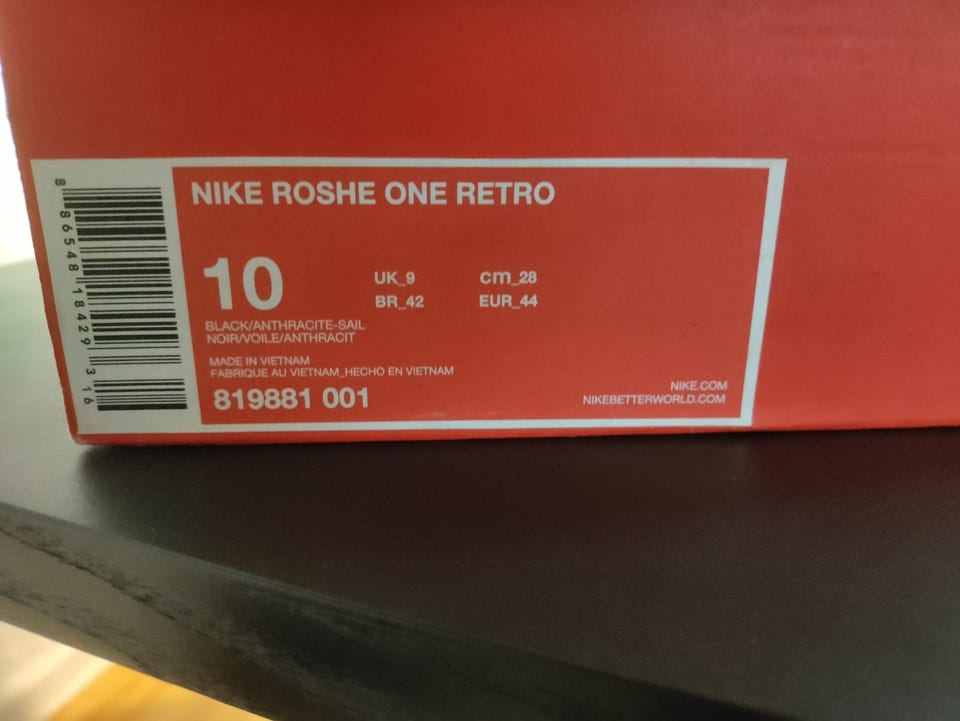 NIKE ROSHE ONE RETRO
10
UK_9 cm_28
BR_42 EUR_44
BLACK/ANTHRACITE-SAIL
NOIR/VOILE/ANTHRACIT
MADE IN VIETNAM
FABRIQUE AU VIETNAM_HECHO EN VIETNAM
819881 001
NIKE.COM
NIKEBETTERWORLD.COM
8 86548 18429 3 16